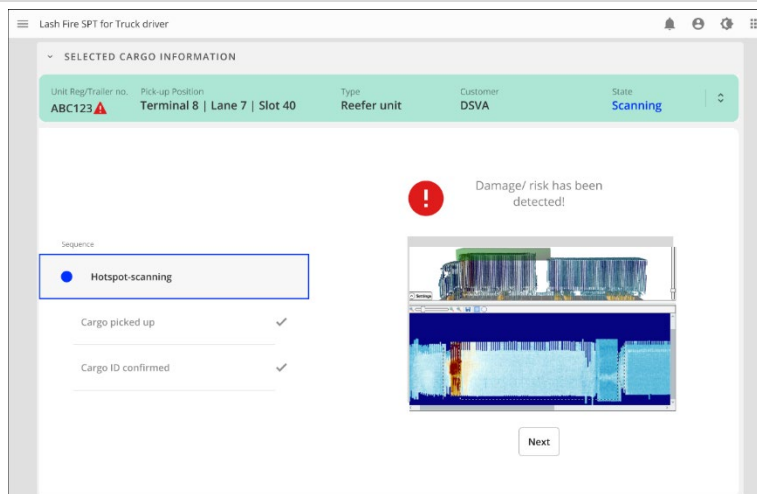 Lash Fire SPT for Truck driver
SELECTED CARGO INFORMATION
Unit Reg/Trailer no. Pick-up Position Type Customer State
ABC123 Terminal 8 | Lane 7 | Slot 40 Reefer unit DSVA Scanning
Damage/ risk has been
detected!
Sequence
Hotspot-scanning
Cargo picked up
Cargo ID confirmed
Settings
Next